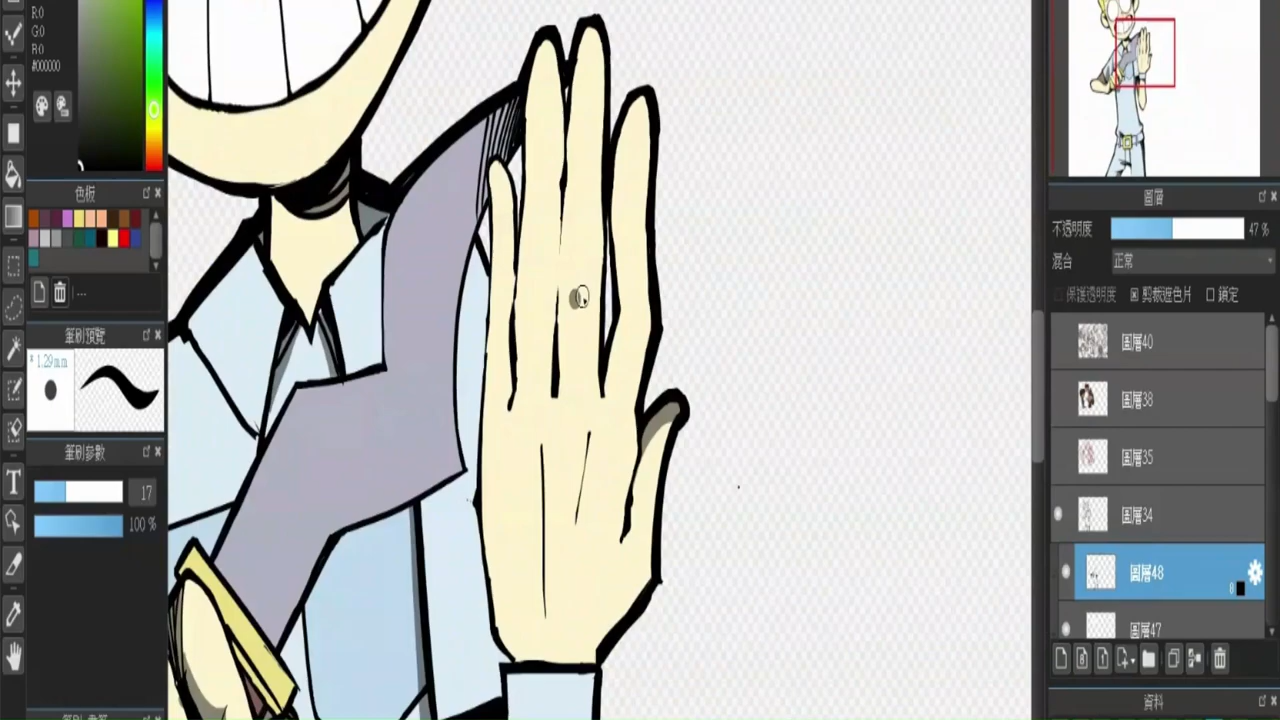 R:0
G:0
B:0
#000000
色板
筆刷預覽
* 1.29mm
筆刷參數
17
100 %
圖層
不透明度 47 %
混合 正常
保護透明度 剪裁遮色片 鎖定
圖層40
圖層38
圖層35
圖層34
圖層48
8
圖層47
資料